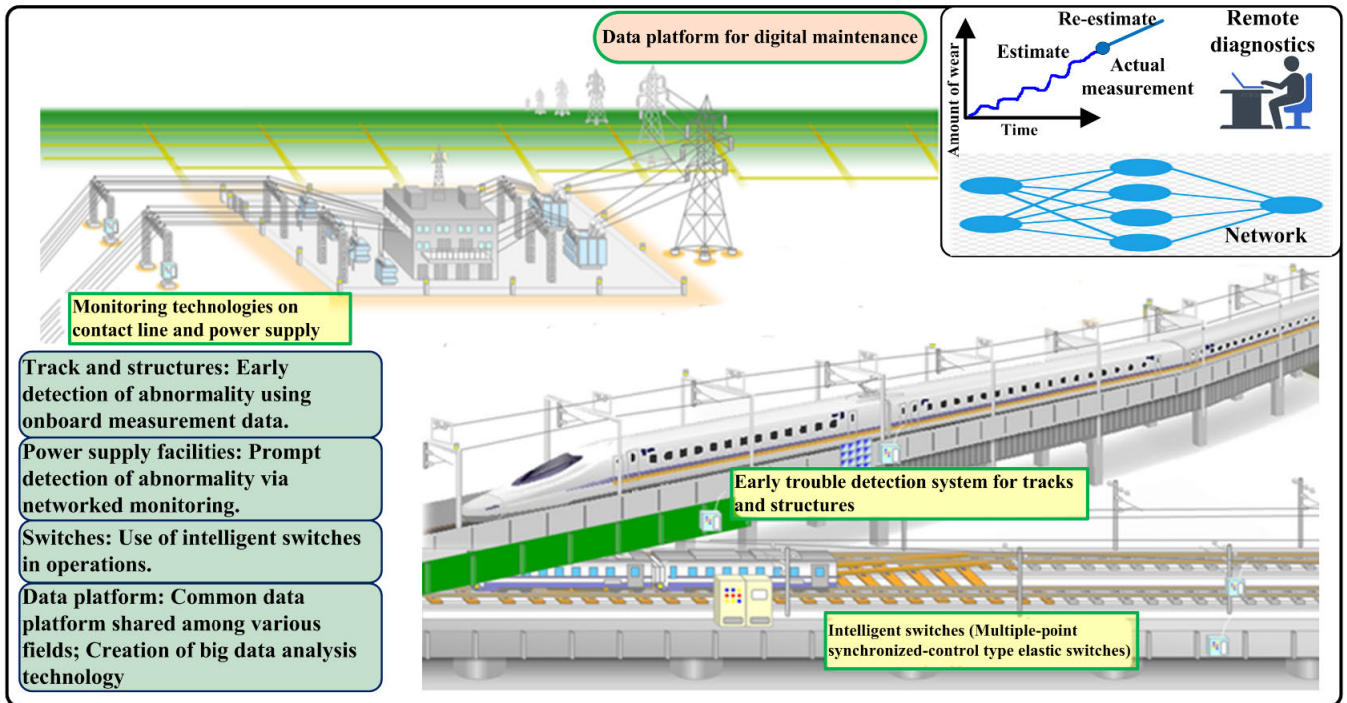 Data platform for digital maintenance
Re-estimate
Estimate
Actual
measurement
Amount of wear
Time
Remote
diagnostics
Network
Monitoring technologies on
contact line and power supply
Track and structures: Early
detection of abnormality using
onboard measurement data.
Power supply facilities: Prompt
detection of abnormality via
networked monitoring.
Switches: Use of intelligent switches
in operations.
Data platform: Common data
platform shared among various
fields; Creation of big data analysis
technology
Early trouble detection system for tracks
and structures
Intelligent switches (Multiple-point
synchronized-control type elastic switches)